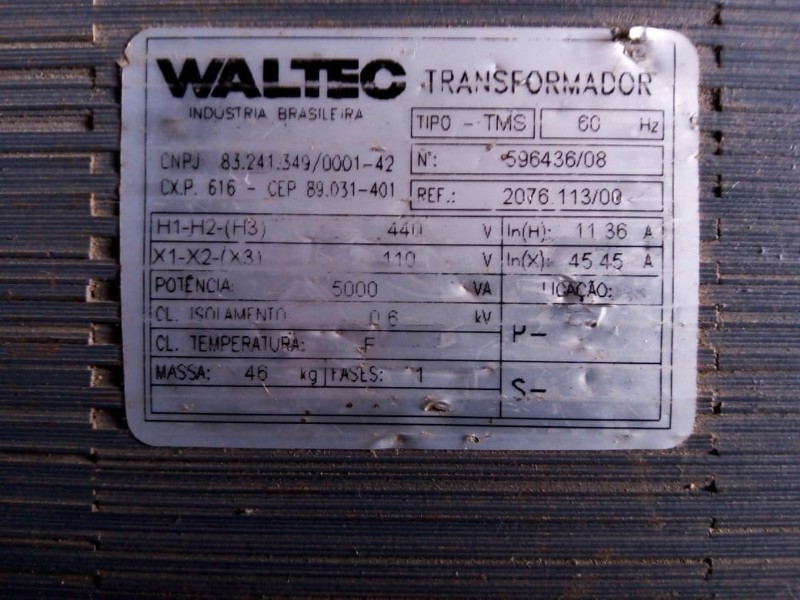 WALTEC TRANSFORMADOR
INDÚSTRIA BRASILEIRA
TIPO - TMS 60 Hz
CNPJ 83.241.349/0001-42
Nº: 596436/08
CX.P. 616 - CEP 89.031-401
REF.: 2076.113/00
H1-H2-(H3) 440 V In(H): 11.36 A
X1-X2-(X3) 110 V In(X): 45.45 A
POTÊNCIA: 5000 VA LIGAÇÃO:
CL. ISOLAMENTO 0.6 kV
P-
CL. TEMPERATURA: F
MASSA: 46 kg FASES: 1
S-